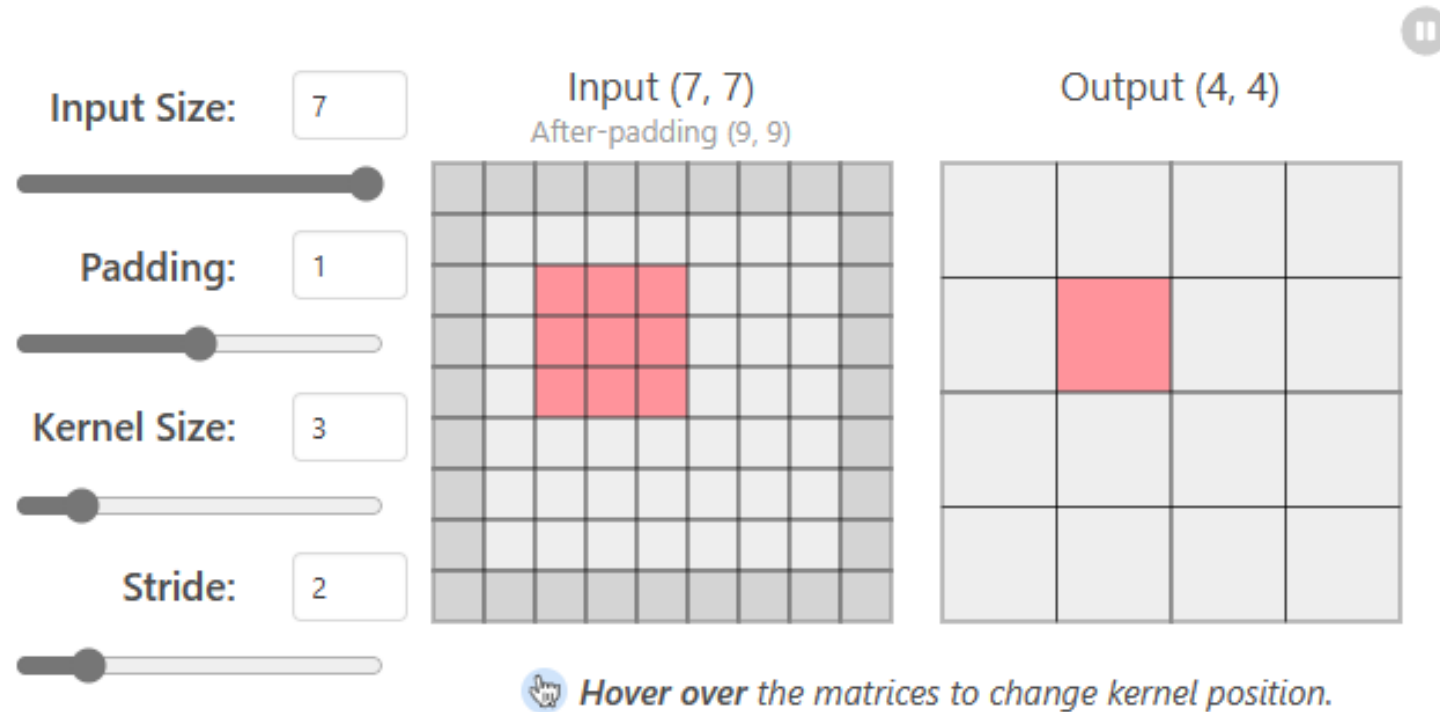 Input Size: 7
Padding: 1
Kernel Size: 3
Stride: 2
Input (7, 7)
After-padding (9, 9)
Output (4, 4)
Hover over the matrices to change kernel position.